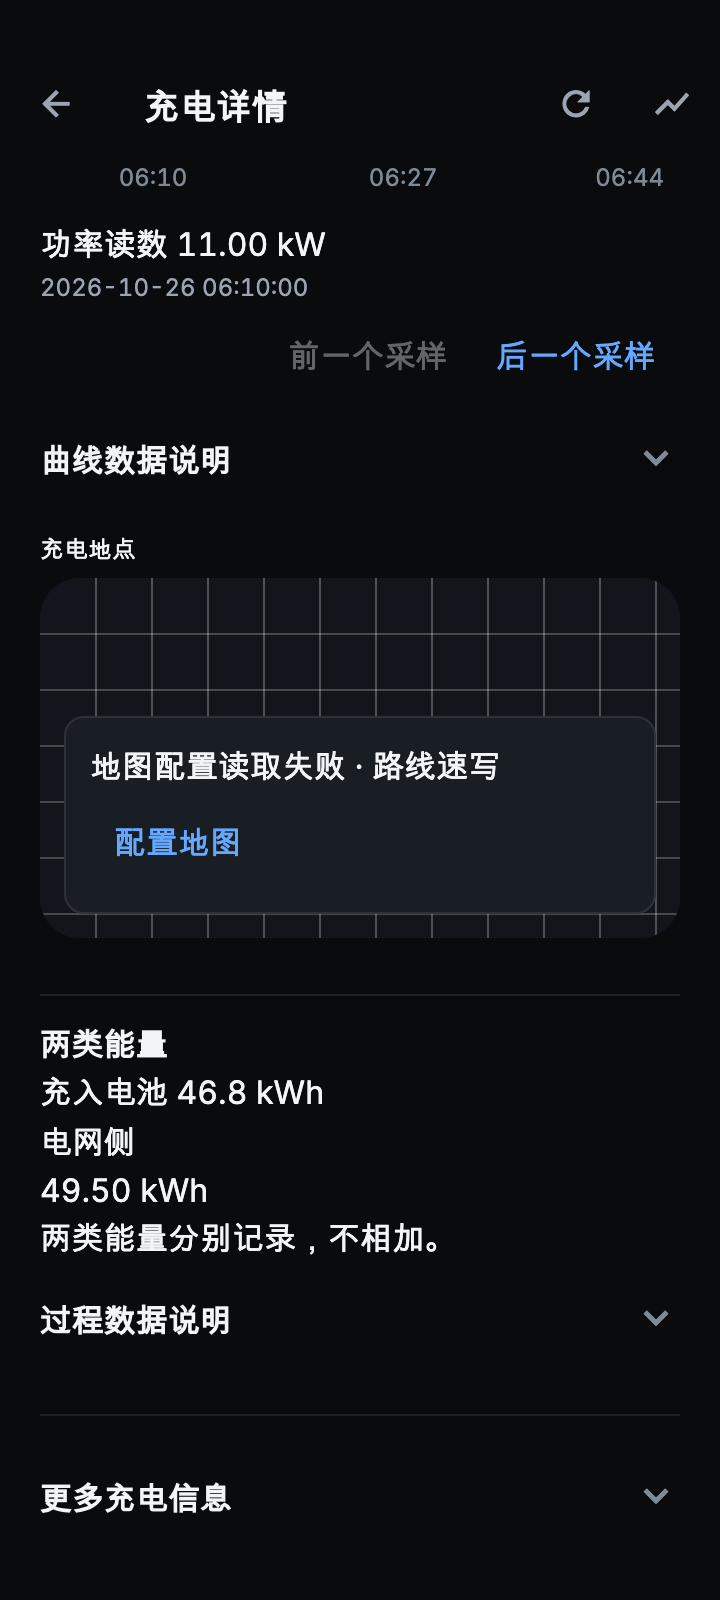 充电详情
06:10 06:27 06:44
功率读数 11.00 kW
2026-10-26 06:10:00
前一个采样 后一个采样
曲线数据说明
充电地点
地图配置读取失败 · 路线速写
配置地图
两类能量
充入电池 46.8 kWh
电网侧
49.50 kWh
两类能量分别记录，不相加。
过程数据说明
更多充电信息